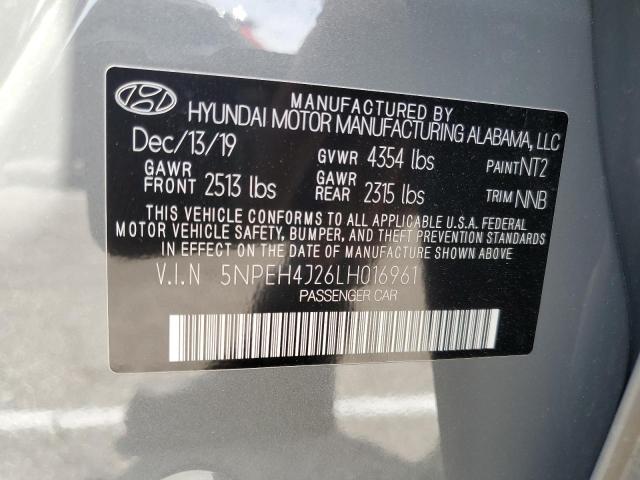 MANUFACTURED BY
HYUNDAI MOTOR MANUFACTURING ALABAMA, LLC
Dec/13/19 GVWR 4354 lbs PAINT NT2
GAWR FRONT 2513 lbs GAWR REAR 2315 lbs TRIM NNB
THIS VEHICLE CONFORMS TO ALL APPLICABLE U.S.A. FEDERAL
MOTOR VEHICLE SAFETY, BUMPER, AND THEFT PREVENTION STANDARDS
IN EFFECT ON THE DATE OF MANUFACTURE SHOWN ABOVE
V.I.N 5NPEH4J26LH016961
PASSENGER CAR